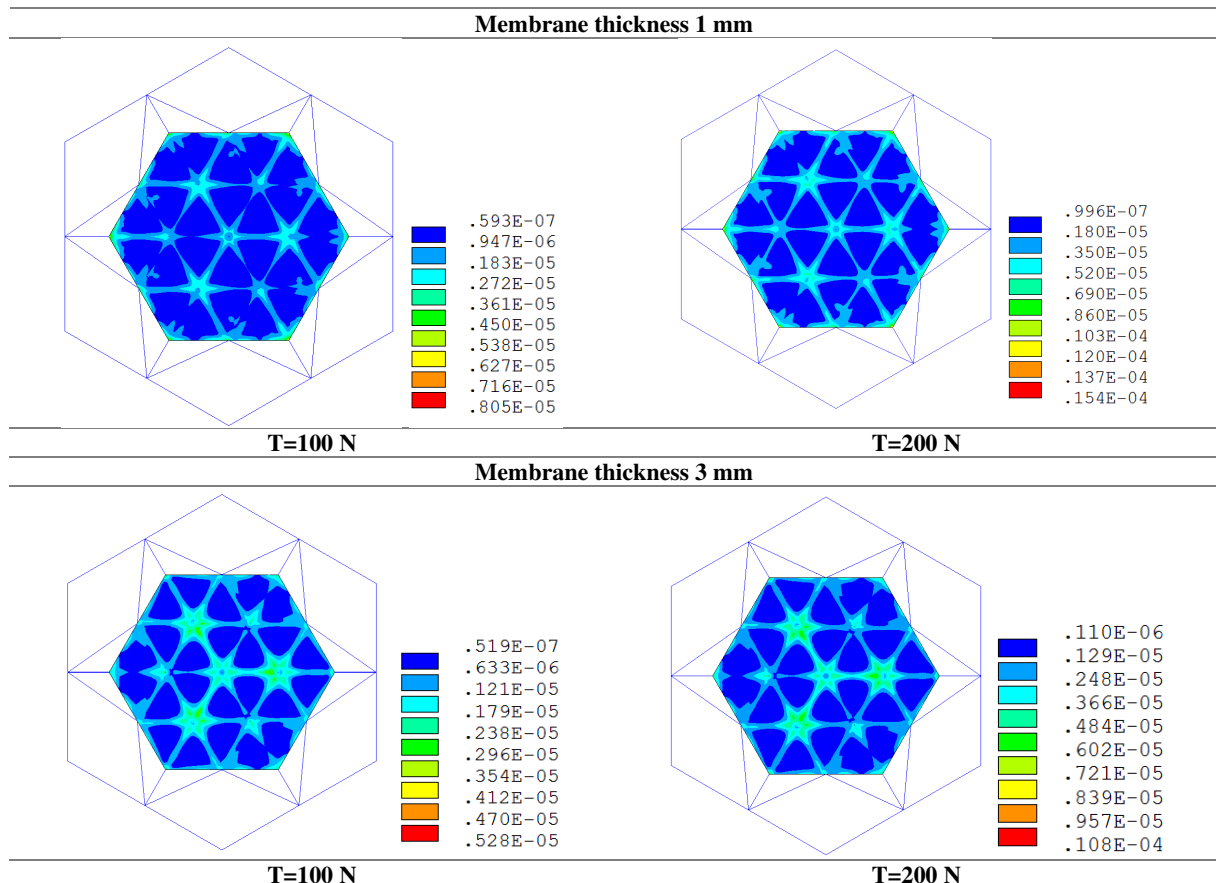 Membrane thickness 1 mm
.593E-07
.947E-06
.183E-05
.272E-05
.361E-05
.450E-05
.538E-05
.627E-05
.716E-05
.805E-05
.996E-07
.180E-05
.350E-05
.520E-05
.690E-05
.860E-05
.103E-04
.120E-04
.137E-04
.154E-04
T=100 N
T=200 N
Membrane thickness 3 mm
.519E-07
.633E-06
.121E-05
.179E-05
.238E-05
.296E-05
.354E-05
.412E-05
.470E-05
.528E-05
.110E-06
.129E-05
.248E-05
.366E-05
.484E-05
.602E-05
.721E-05
.839E-05
.957E-05
.108E-04
T=100 N
T=200 N